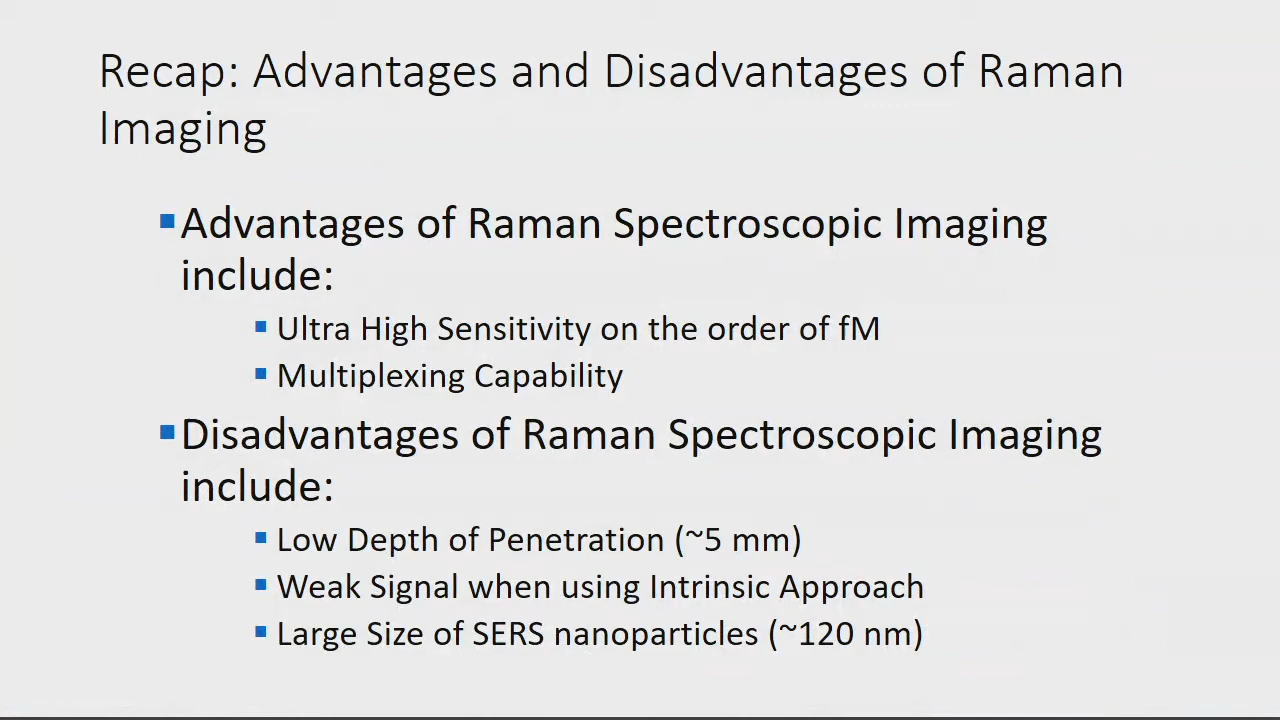 Recap: Advantages and Disadvantages of Raman
Imaging
▪Advantages of Raman Spectroscopic Imaging
include:
▪ Ultra High Sensitivity on the order of fM
▪ Multiplexing Capability
▪Disadvantages of Raman Spectroscopic Imaging
include:
▪ Low Depth of Penetration (~5 mm)
▪ Weak Signal when using Intrinsic Approach
▪ Large Size of SERS nanoparticles (~120 nm)